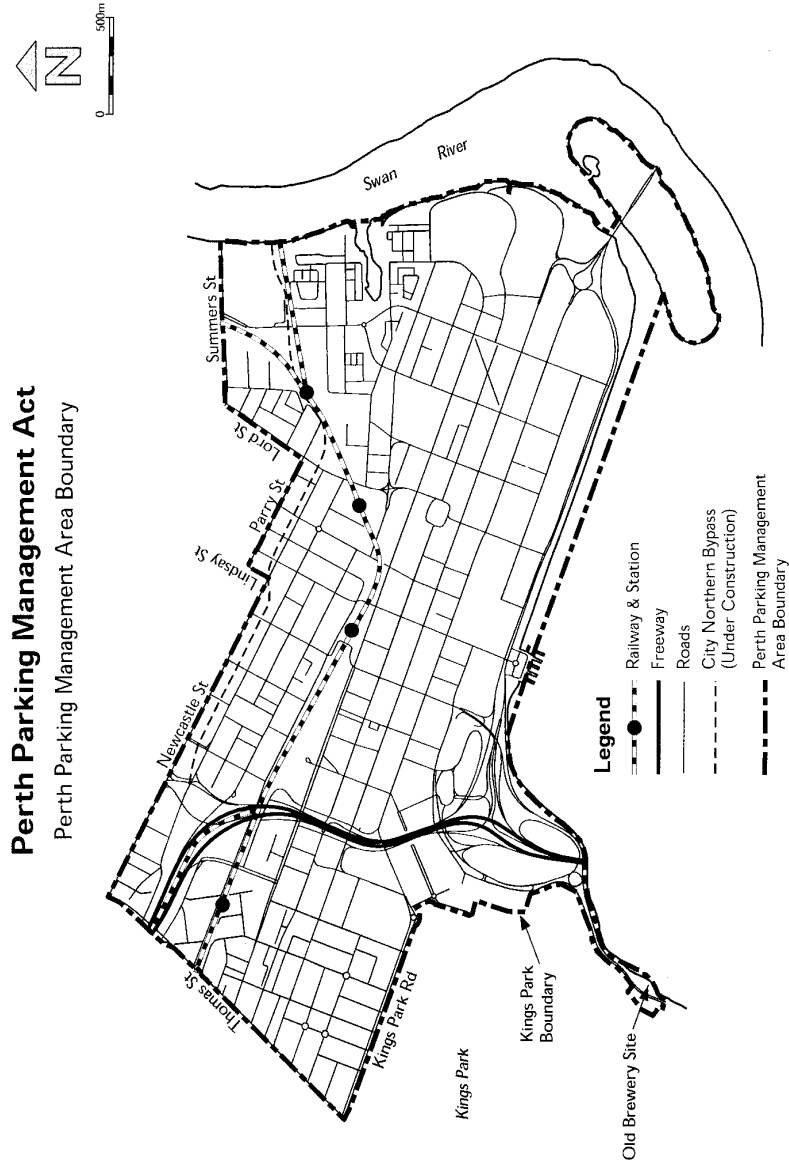 Perth Parking Management Act
Perth Parking Management Area Boundary
N
0 500m
Summers St
Lord St
Parry St
Lindsay St
Newcastle St
Thomas St
Kings Park Rd
Kings Park
Kings Park
Boundary
Old Brewery Site
Swan River
Legend
Railway & Station
Freeway
Roads
City Northern Bypass
(Under Construction)
Perth Parking Management
Area Boundary